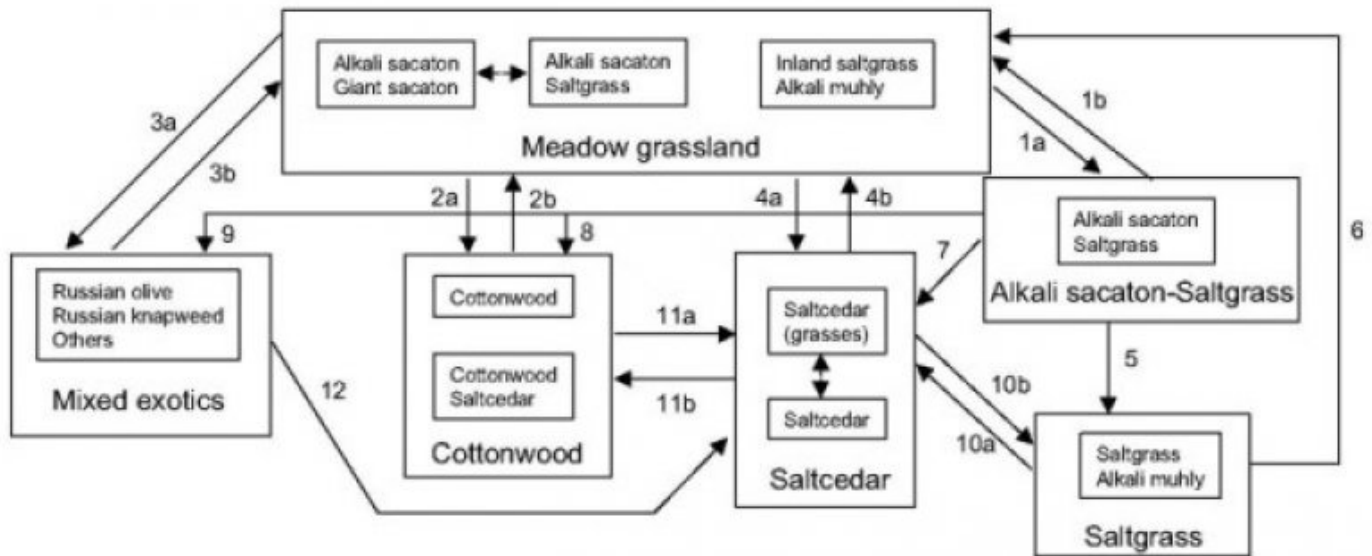 Alkali sacaton
Giant sacaton
Alkali sacaton
Saltgrass
Inland saltgrass
Alkali muhly
Meadow grassland
3a
3b
1b
1a
2a
2b
4a
4b
6
9
8
7
Alkali sacaton
Saltgrass
Alkali sacaton-Saltgrass
Russian olive
Russian knapweed
Others
Mixed exotics
Cottonwood
Cottonwood
Saltcedar
Cottonwood
11a
11b
Saltcedar
(grasses)
Saltcedar
Saltcedar
12
5
10b
10a
Saltgrass
Alkali muhly
Saltgrass